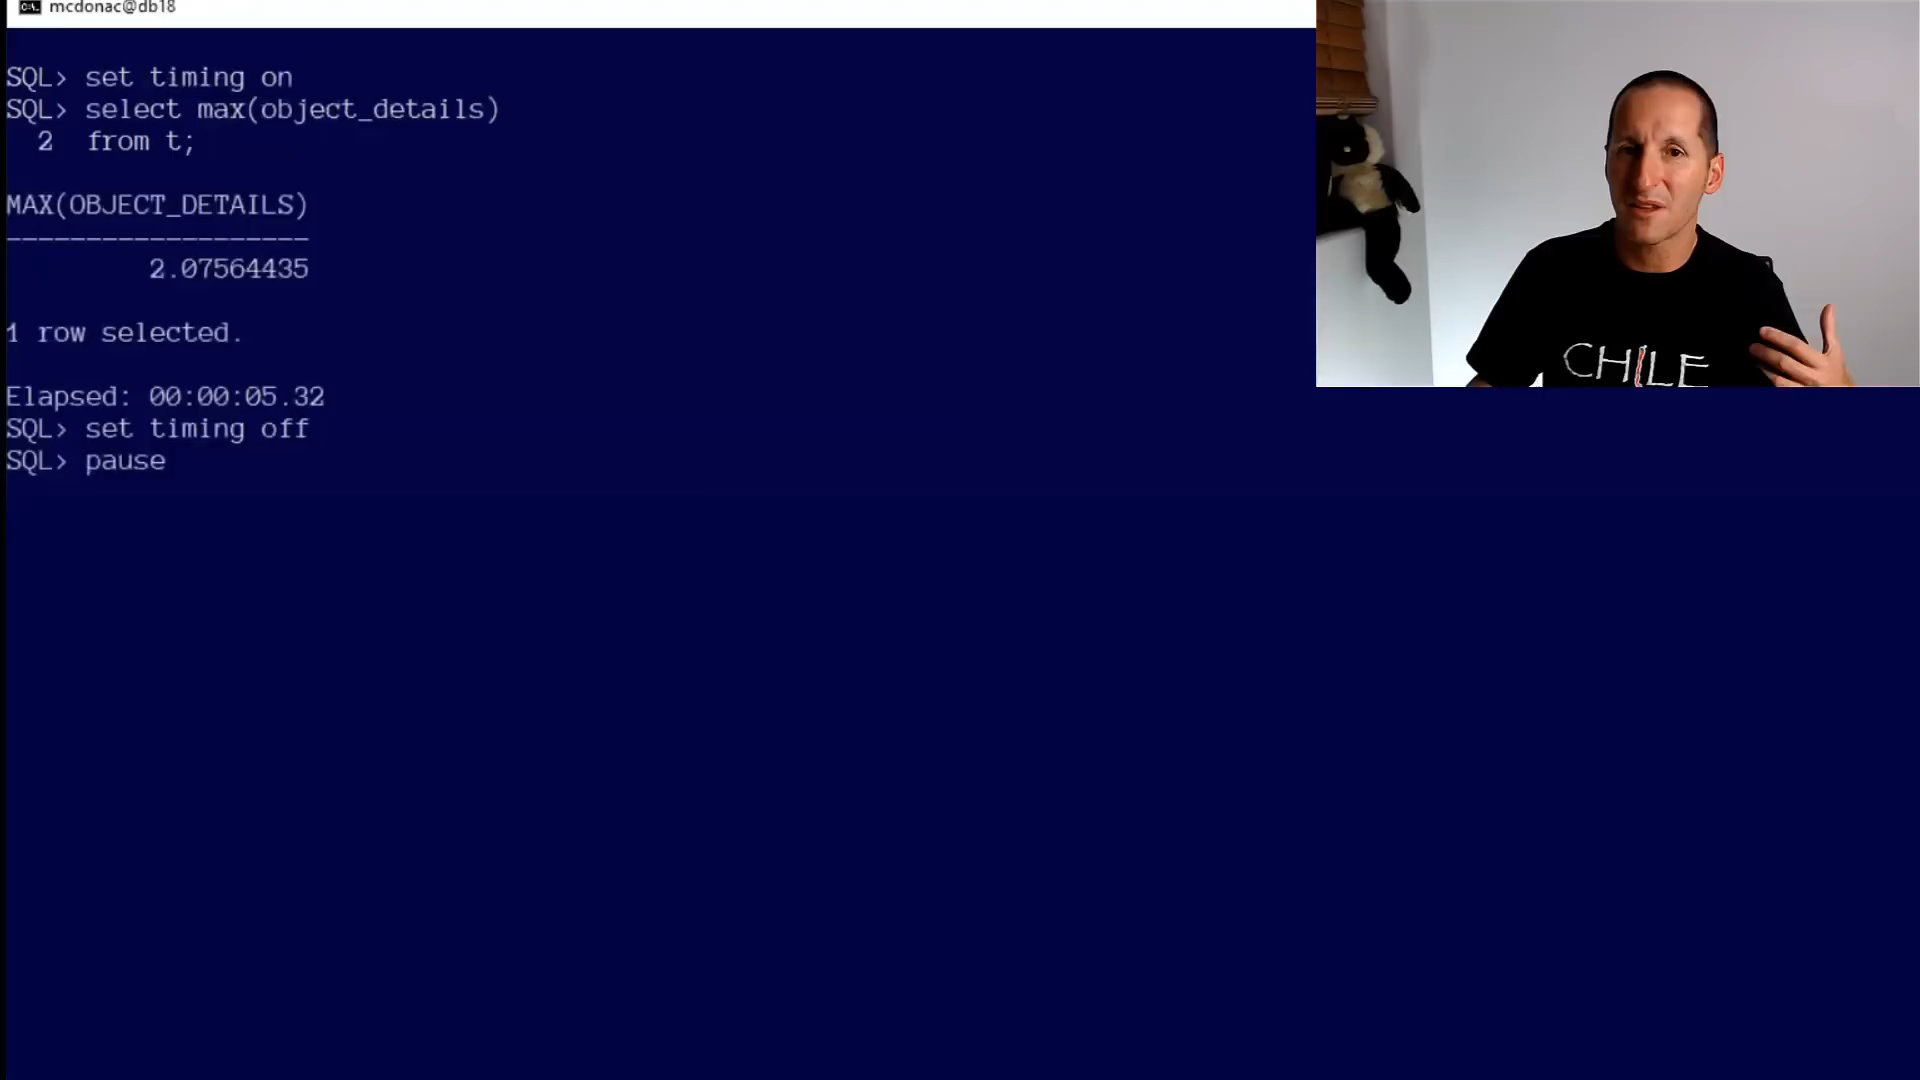 mcdonac@db18
SQL> set timing on
SQL> select max(object_details)
2 from t;
MAX(OBJECT_DETAILS)
-------------------
2.07564435
1 row selected.
Elapsed: 00:00:05.32
SQL> set timing off
SQL> pause
CHILE